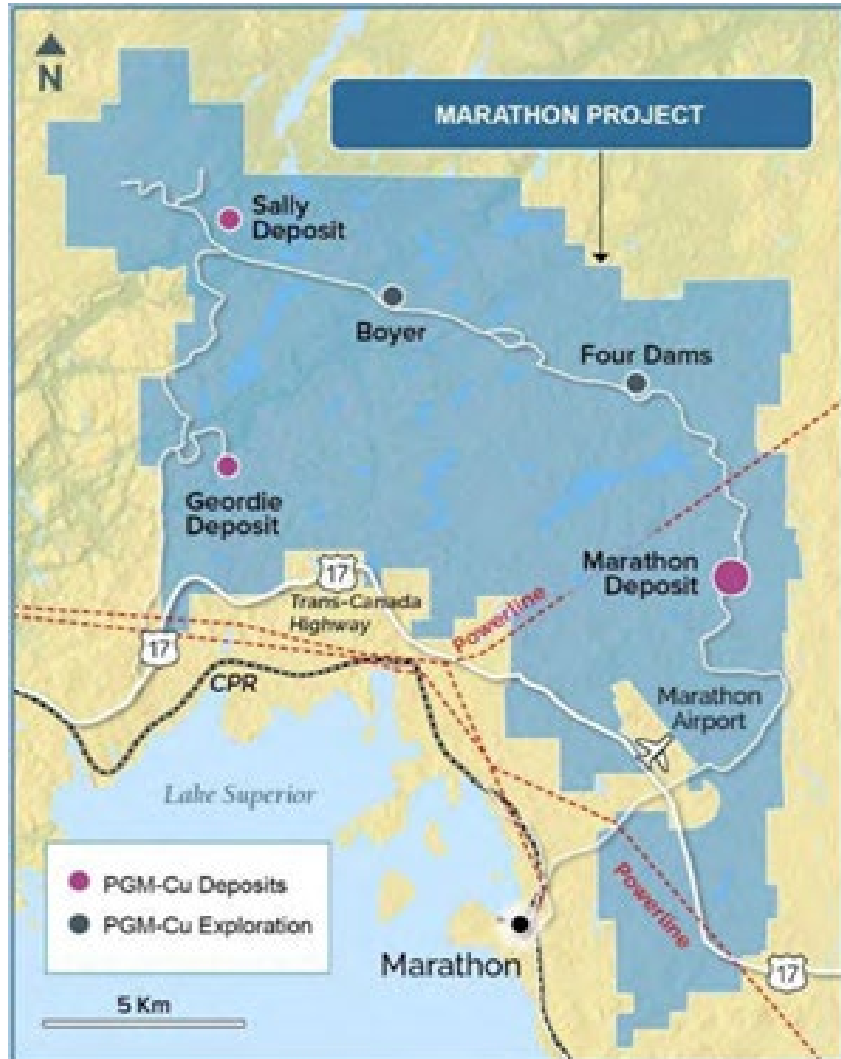 N
MARATHON PROJECT
Sally
Deposit
Boyer
Four Dams
Geordie
Deposit
Marathon
Deposit
17
Trans-Canada
Highway
Powerline
17
CPR
Marathon
Airport
Lake Superior
PGM-Cu Deposits
PGM-Cu Exploration
Powerline
Marathon
17
5 Km